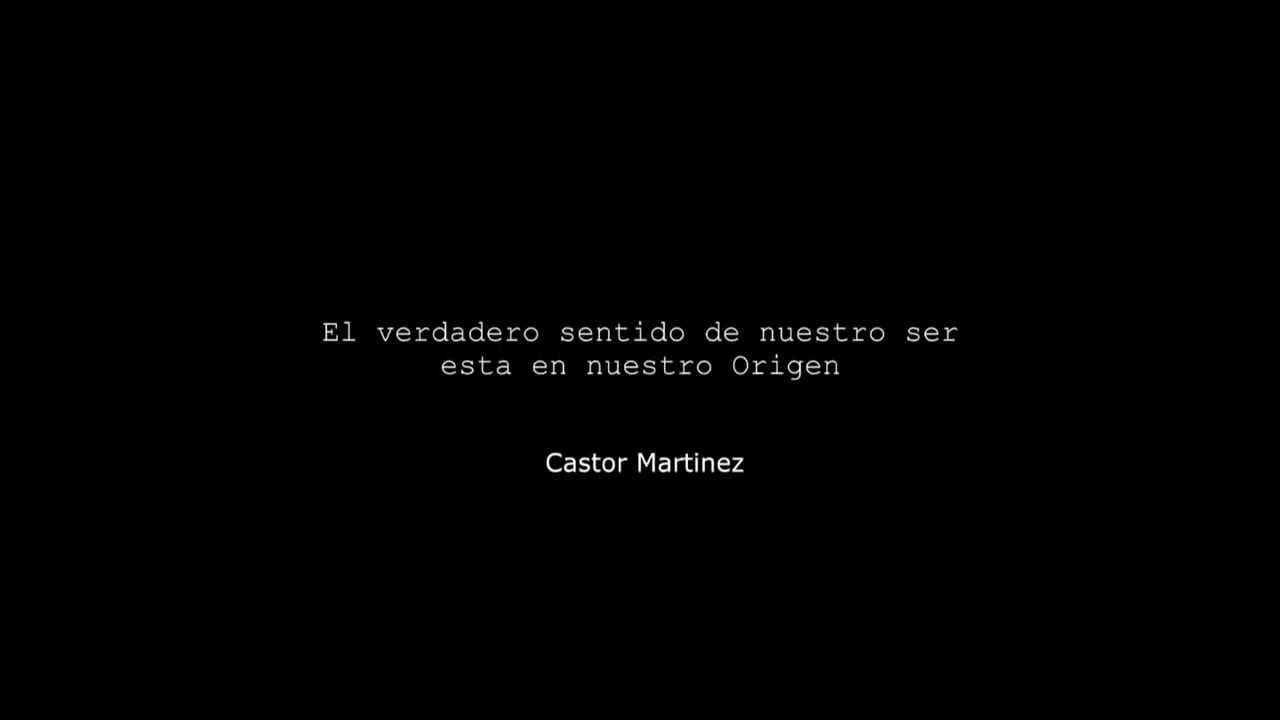 El verdadero sentido de nuestro ser
esta en nuestro Origen
Castor Martinez